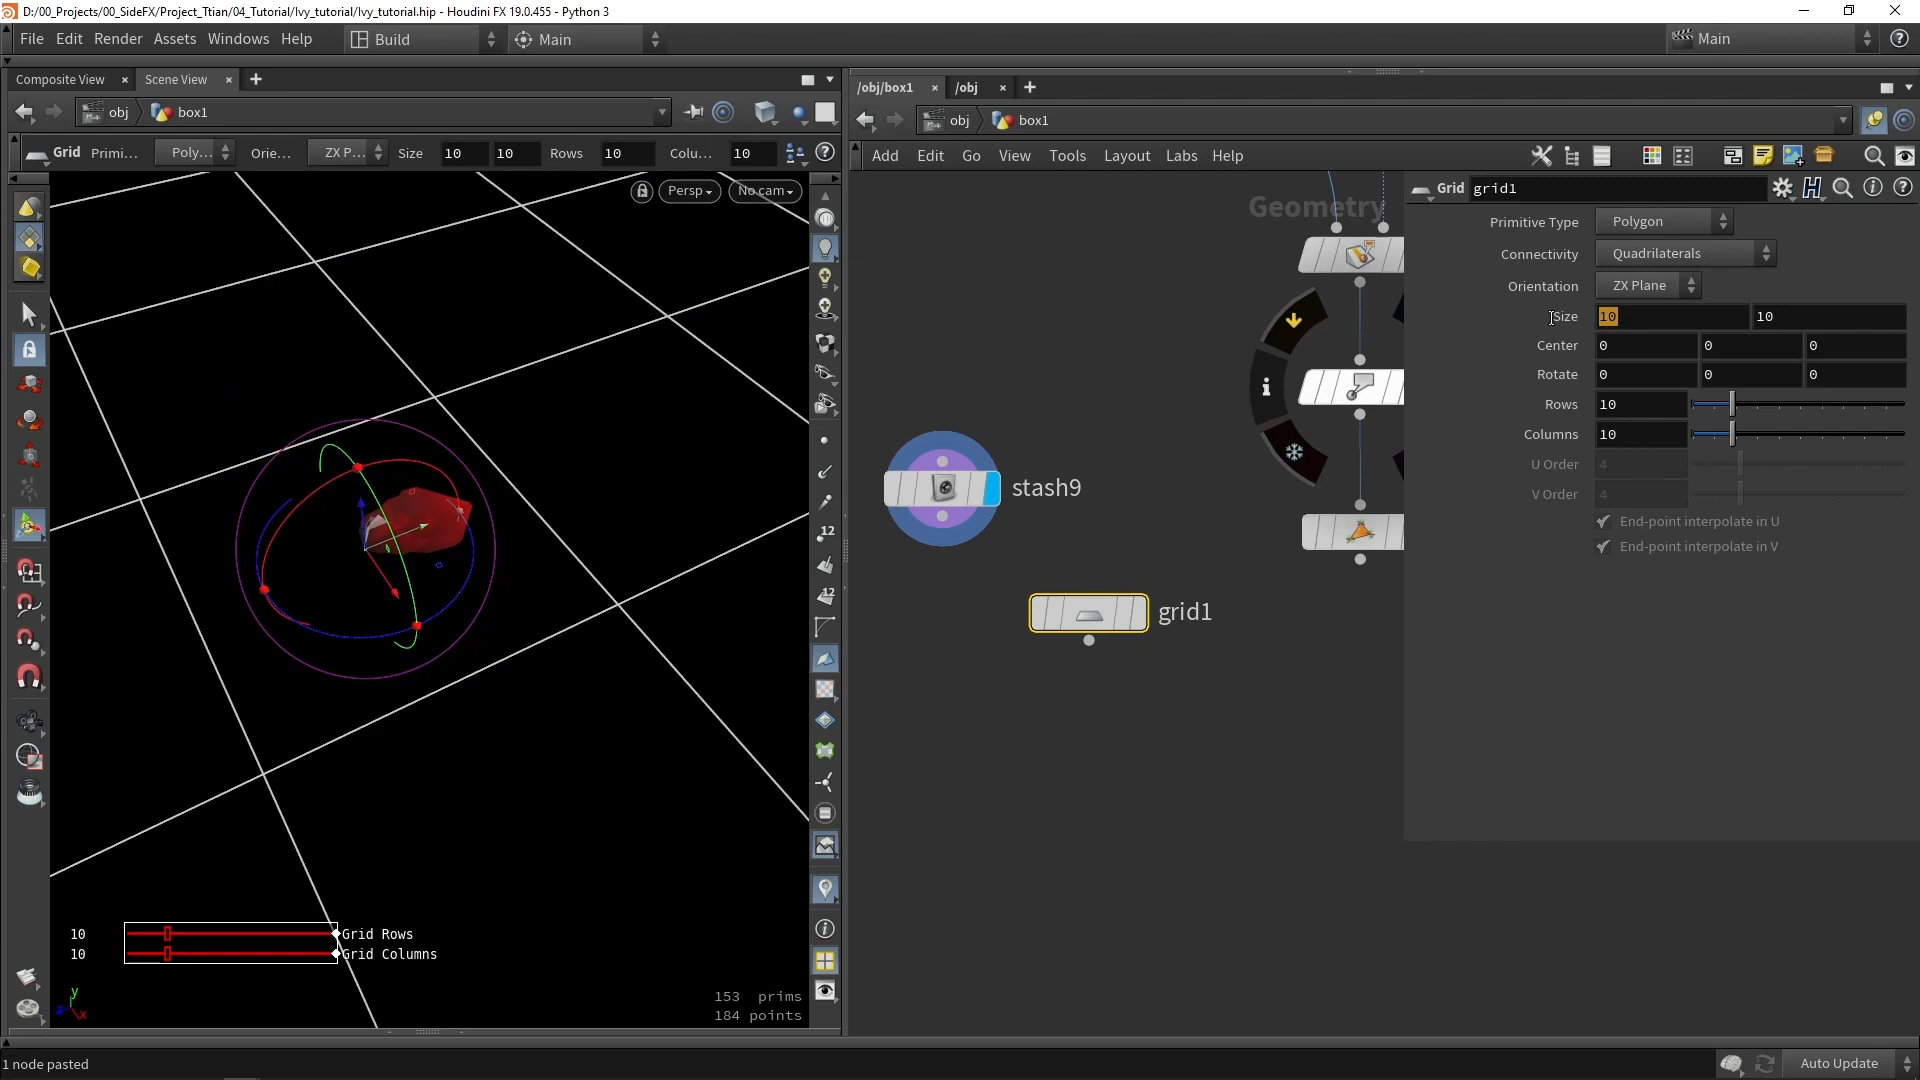 D:/00_Projects/00_SideFX/Project_Ttian/04_Tutorial/Ivy_tutorial/Ivy_tutorial.hip - Houdini FX 19.0.455 - Python 3
File Edit Render Assets Windows Help Build Main Main
Composite View Scene View
obj box1
Grid Primi... Poly... Orie... ZX P... Size 10 10 Rows 10 Colu... 10
Persp No cam
12
12
10 Grid Rows
10 Grid Columns
153 prims
184 points
y
z x
/obj/box1 /obj
obj box1
Add Edit Go View Tools Layout Labs Help
Geometry
stash9
grid1
Grid grid1
Primitive Type Polygon
Connectivity Quadrilaterals
Orientation ZX Plane
Size 10 10
Center 0 0 0
Rotate 0 0 0
Rows 10
Columns 10
U Order 4
V Order 4
End-point interpolate in U
End-point interpolate in V
1 node pasted
Auto Update